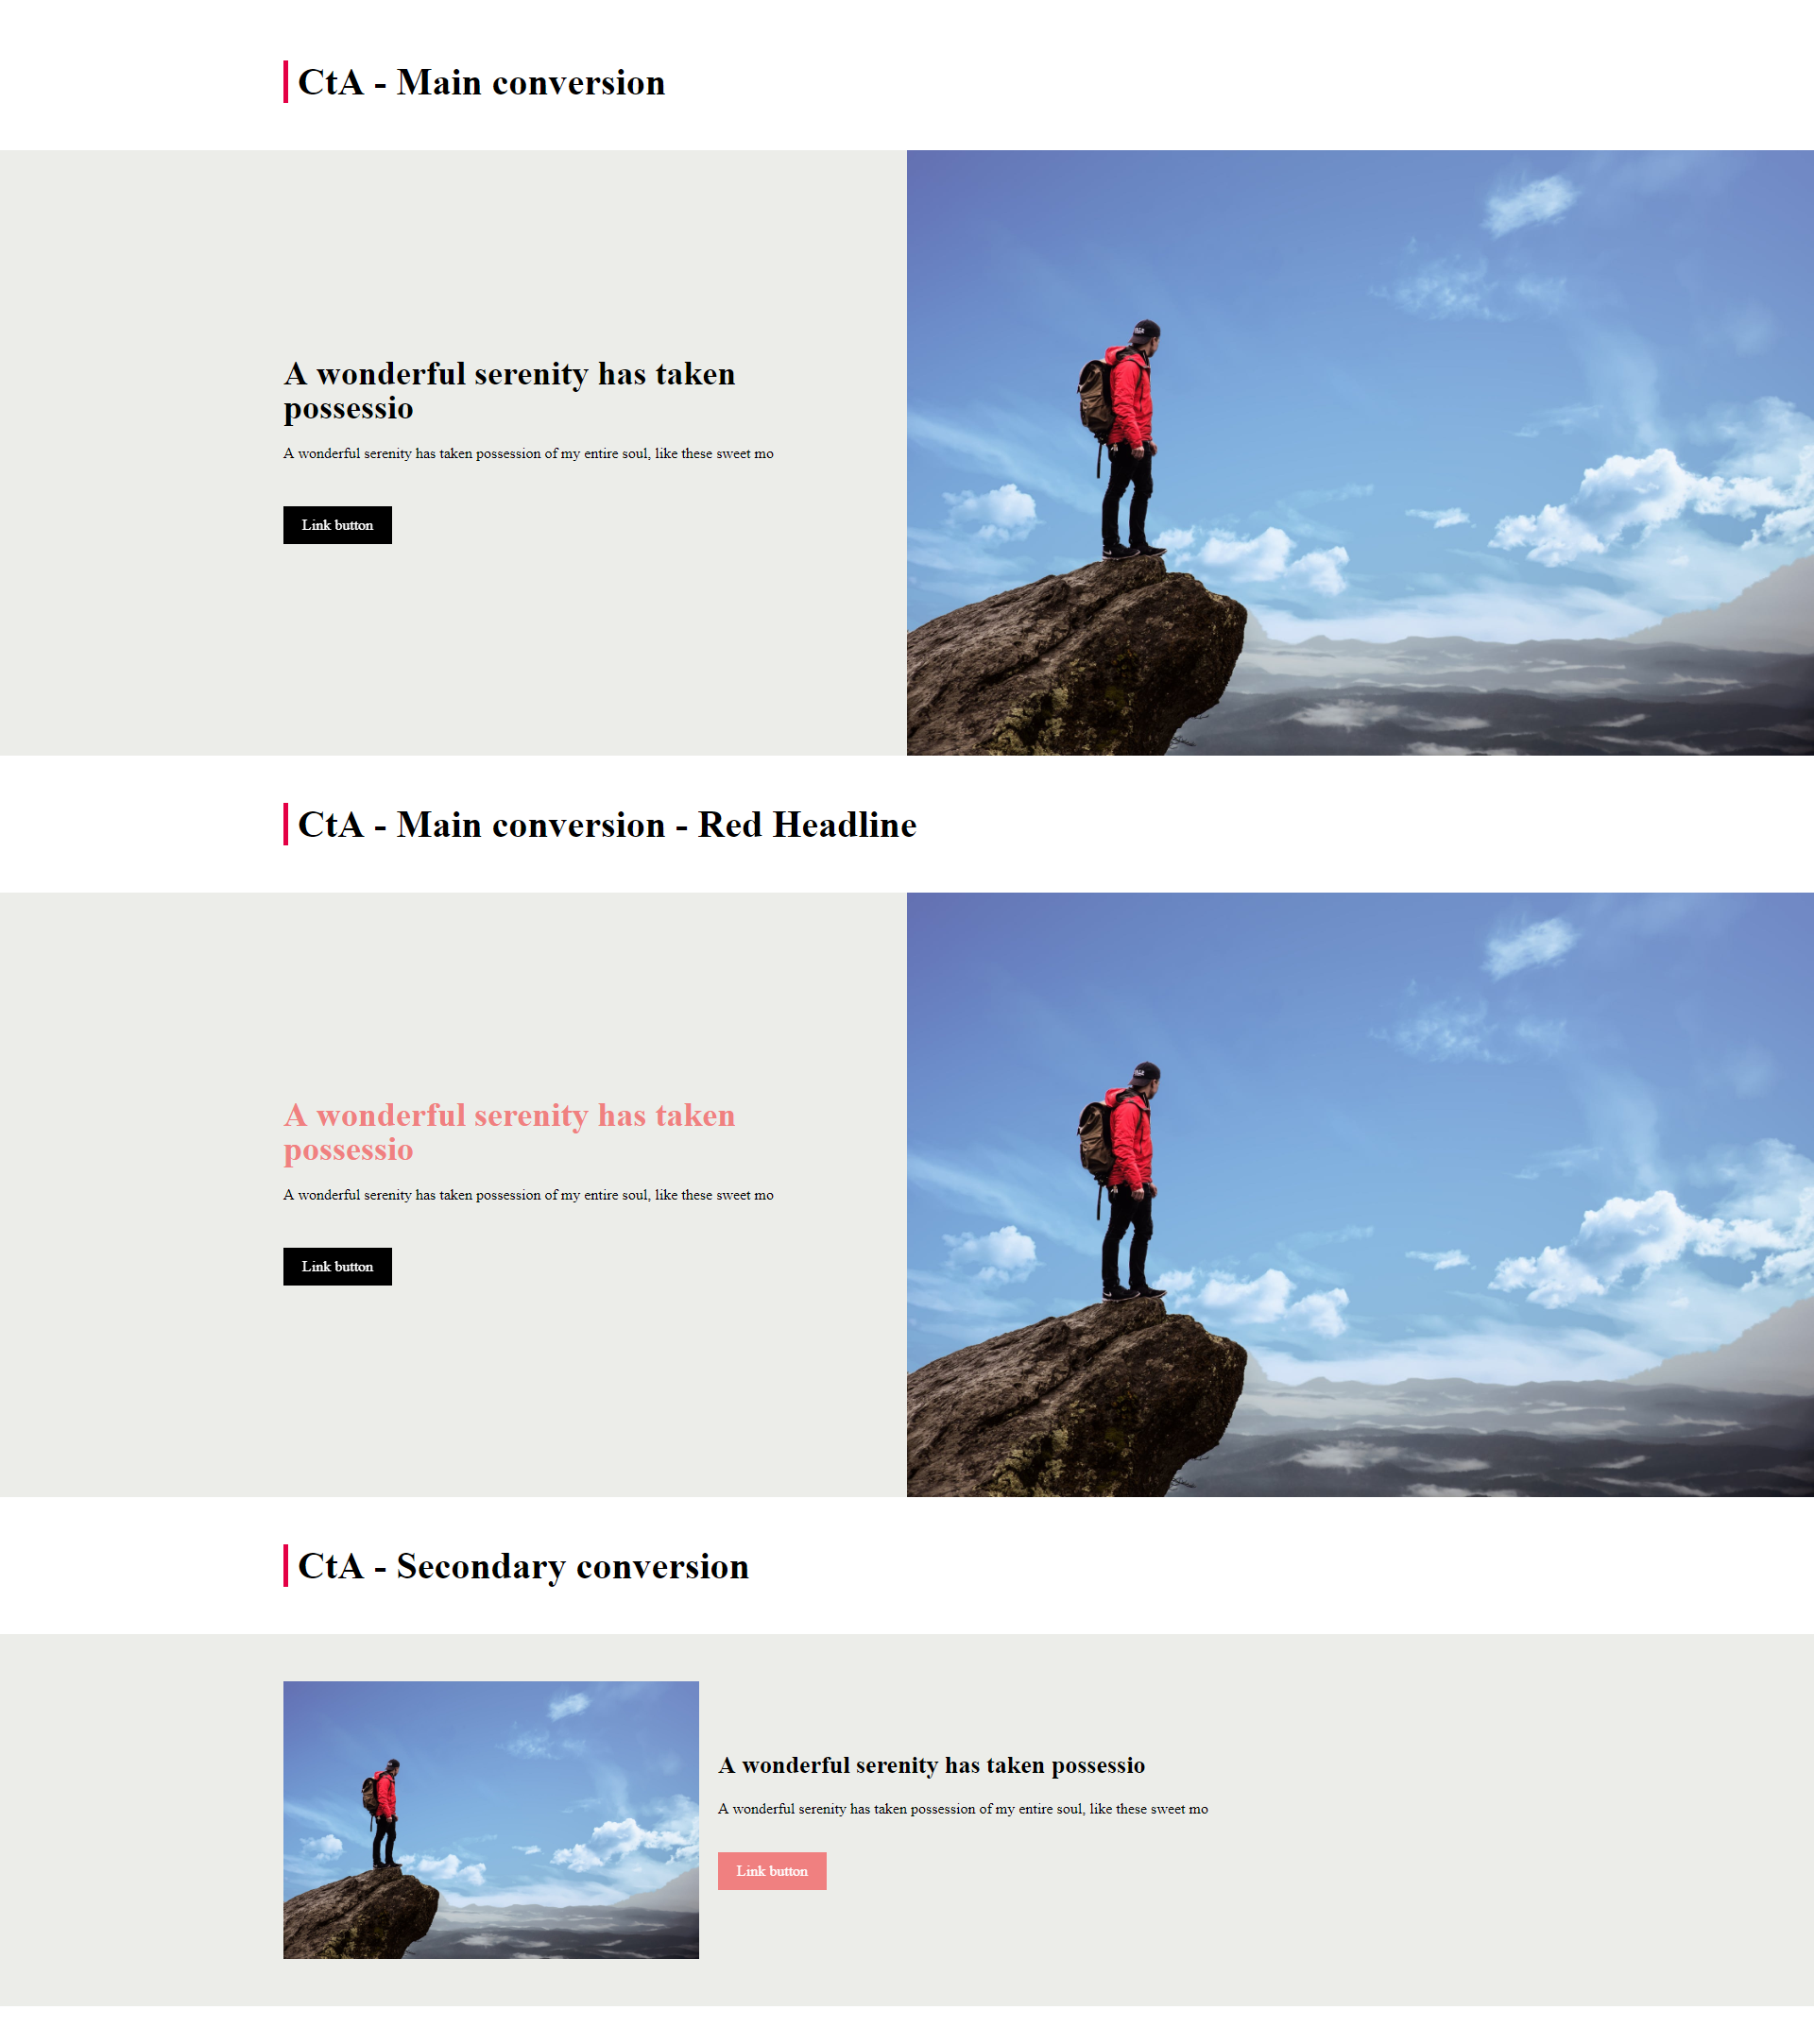 CtA - Main conversion
A wonderful serenity has taken
possessio
A wonderful serenity has taken possession of my entire soul, like these sweet mo
Link button
CtA - Main conversion - Red Headline
A wonderful serenity has taken
possessio
A wonderful serenity has taken possession of my entire soul, like these sweet mo
Link button
CtA - Secondary conversion
A wonderful serenity has taken possessio
A wonderful serenity has taken possession of my entire soul, like these sweet mo
Link button